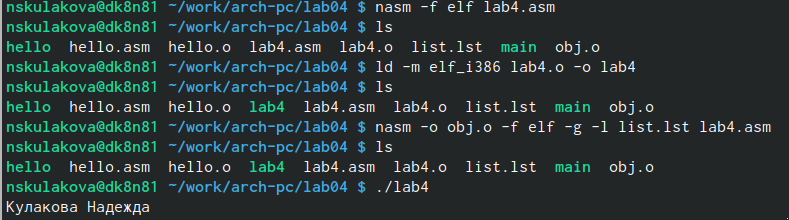 nskulakova@dk8n81 ~/work/arch-pc/lab04 $ nasm -f elf lab4.asm
nskulakova@dk8n81 ~/work/arch-pc/lab04 $ ls
hello  hello.asm  hello.o  lab4.asm  lab4.o  list.lst  main  obj.o
nskulakova@dk8n81 ~/work/arch-pc/lab04 $ ld -m elf_i386 lab4.o -o lab4
nskulakova@dk8n81 ~/work/arch-pc/lab04 $ ls
hello  hello.asm  hello.o  lab4  lab4.asm  lab4.o  list.lst  main  obj.o
nskulakova@dk8n81 ~/work/arch-pc/lab04 $ nasm -o obj.o -f elf -g -l list.lst lab4.asm
nskulakova@dk8n81 ~/work/arch-pc/lab04 $ ls
hello  hello.asm  hello.o  lab4  lab4.asm  lab4.o  list.lst  main  obj.o
nskulakova@dk8n81 ~/work/arch-pc/lab04 $ ./lab4
Кулакова Надежда